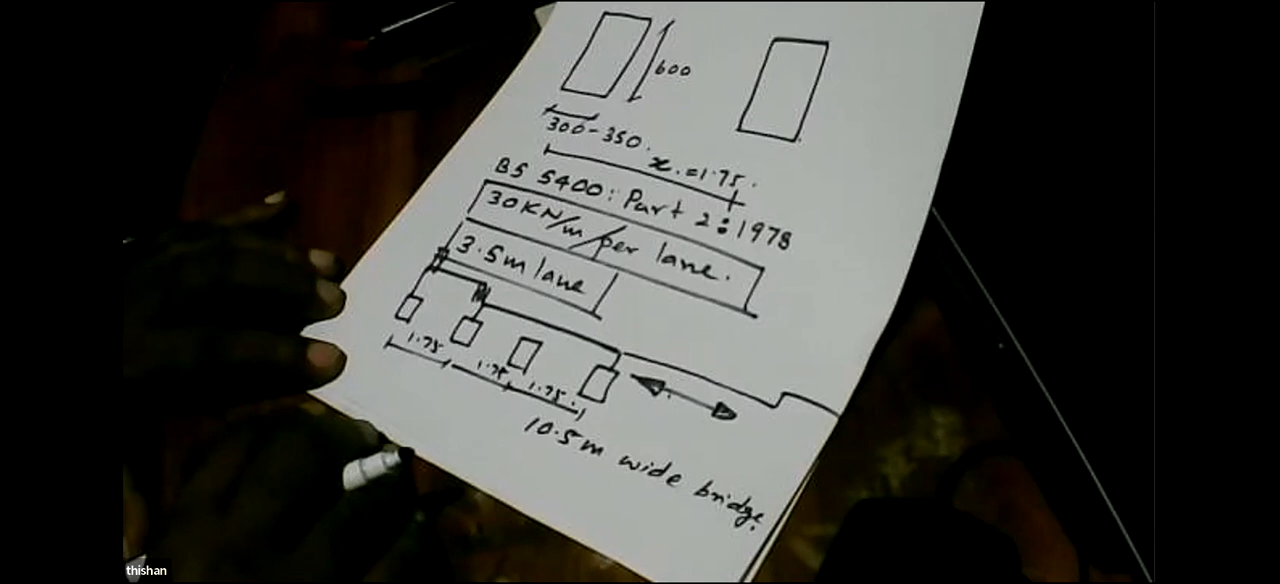 600
300-350.
x.=1.75.
BS 5400: Part 2:1978
30KN/m/per lane.
3.5m lane
1.75
1.75
1.75
10.5m wide bridge.
thishan